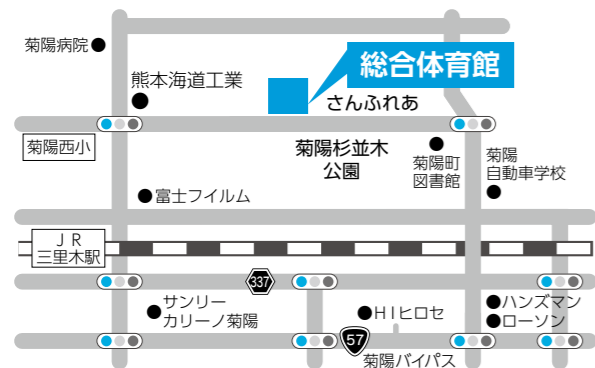 菊陽病院
総合体育館
熊本海道工業
さんふれあ
菊陽西小
菊陽杉並木
公園
菊陽町
図書館
菊陽
自動車学校
富士フイルム
ＪＲ
三里木駅
337
サンリー
カリーノ菊陽
HIヒロセ
ハンズマン
ローソン
57
菊陽バイパス